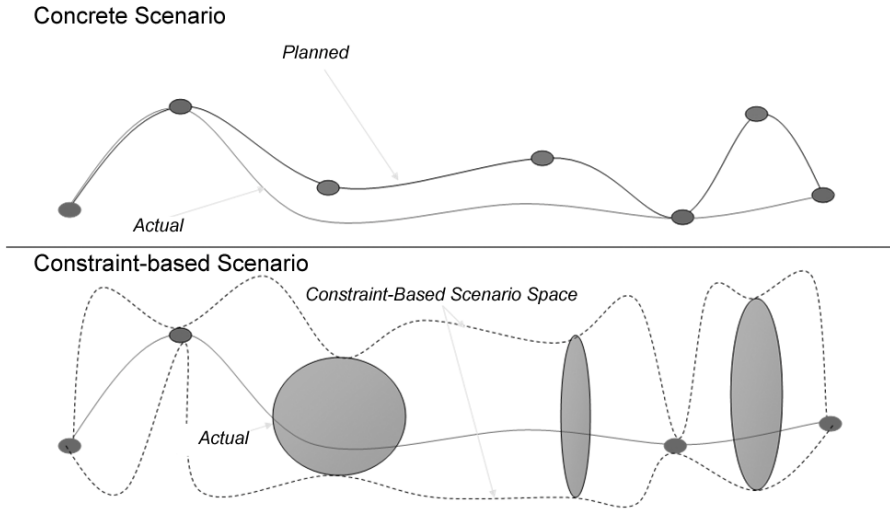 Concrete Scenario
Planned
Actual
Constraint-based Scenario
Constraint-Based Scenario Space
Actual